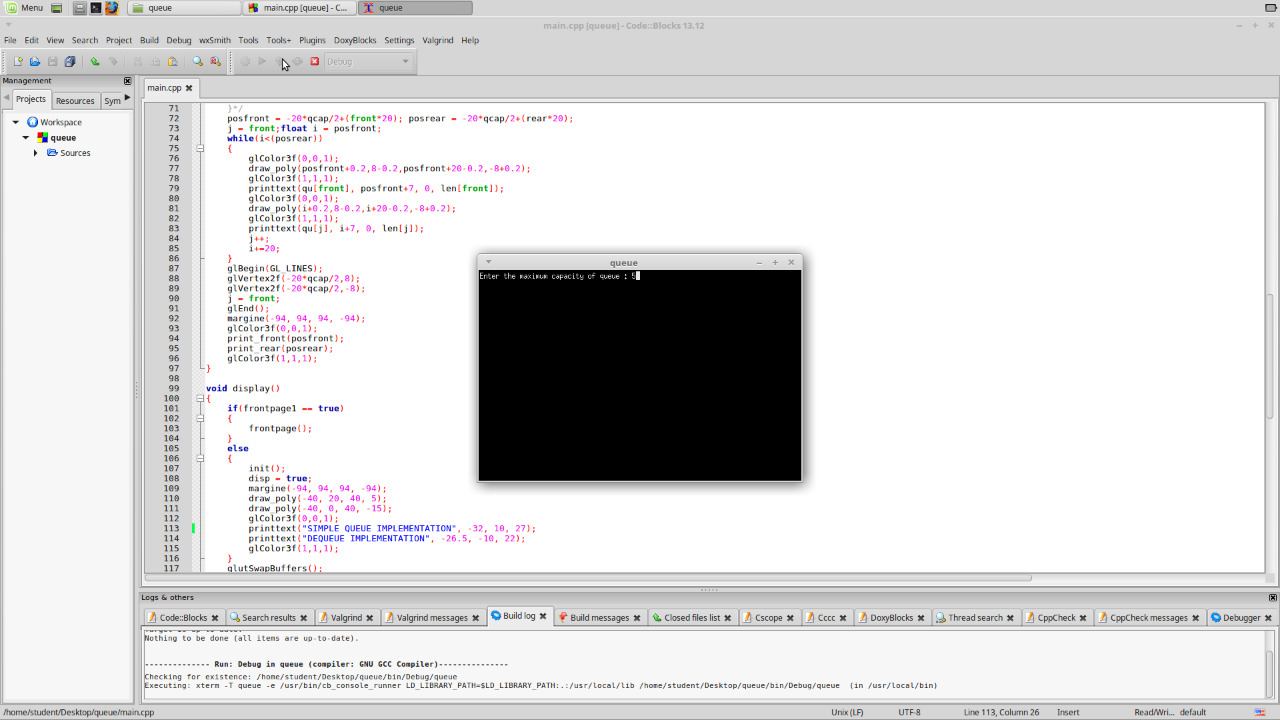 Menu queue main.cpp [queue] - C... queue
main.cpp [queue] - Code::Blocks 13.12
File Edit View Search Project Build Debug wxSmith Tools Tools+ Plugins DoxyBlocks Settings Valgrind Help
Debug
Management
main.cpp
Projects Resources Sym
Workspace
queue
Sources
71 }*/
72 posfront = -20*qcap/2+(front*20); posrear = -20*qcap/2+(rear*20);
73 j = front;float i = posfront;
74 while(i<(posrear))
75 {
76 glColor3f(0,0,1);
77 draw_poly(posfront+0.2,8-0.2,posfront+20-0.2,-8+0.2);
78 glColor3f(1,1,1);
79 printtext(qu[front], posfront+7, 0, len[front]);
80 glColor3f(0,0,1);
81 draw_poly(i+0.2,8-0.2,i+20-0.2,-8+0.2);
82 glColor3f(1,1,1);
83 printtext(qu[j], i+7, 0, len[j]);
84 j++;
85 i+=20;
86 }
87 glBegin(GL_LINES);
88 glVertex2f(-20*qcap/2,8);
89 glVertex2f(-20*qcap/2,-8);
90 j = front;
91 glEnd();
92 margine(-94, 94, 94, -94);
93 glColor3f(0,0,1);
94 print_front(posfront);
95 print_rear(posrear);
96 glColor3f(1,1,1);
97 }
98
99 void display()
100 {
101 if(frontpage1 == true)
102 {
103 frontpage();
104 }
105 else
106 {
107 init();
108 disp = true;
109 margine(-94, 94, 94, -94);
110 draw_poly(-40, 20, 40, 5);
111 draw_poly(-40, 0, 40, -15);
112 glColor3f(0,0,1);
113 printtext("SIMPLE QUEUE IMPLEMENTATION", -32, 10, 27);
114 printtext("DEQUEUE IMPLEMENTATION", -26.5, -10, 22);
115 glColor3f(1,1,1);
116 }
117 glutSwapBuffers();
queue
Enter the maximum capacity of queue : 5
Logs & others
Code::Blocks Search results Valgrind Valgrind messages Build log Build messages Closed files list Cscope Cccc DoxyBlocks Thread search CppCheck CppCheck messages Debugger
Nothing to be done (all items are up-to-date).
------------- Run: Debug in queue (compiler: GNU GCC Compiler)---------------
Checking for existence: /home/student/Desktop/queue/bin/Debug/queue
Executing: xterm -T queue -e /usr/bin/cb_console_runner LD_LIBRARY_PATH=$LD_LIBRARY_PATH:.:/usr/local/lib /home/student/Desktop/queue/bin/Debug/queue (in /usr/local/bin)
/home/student/Desktop/queue/main.cpp Unix (LF) UTF-8 Line 113, Column 26 Insert Read/Wri... default